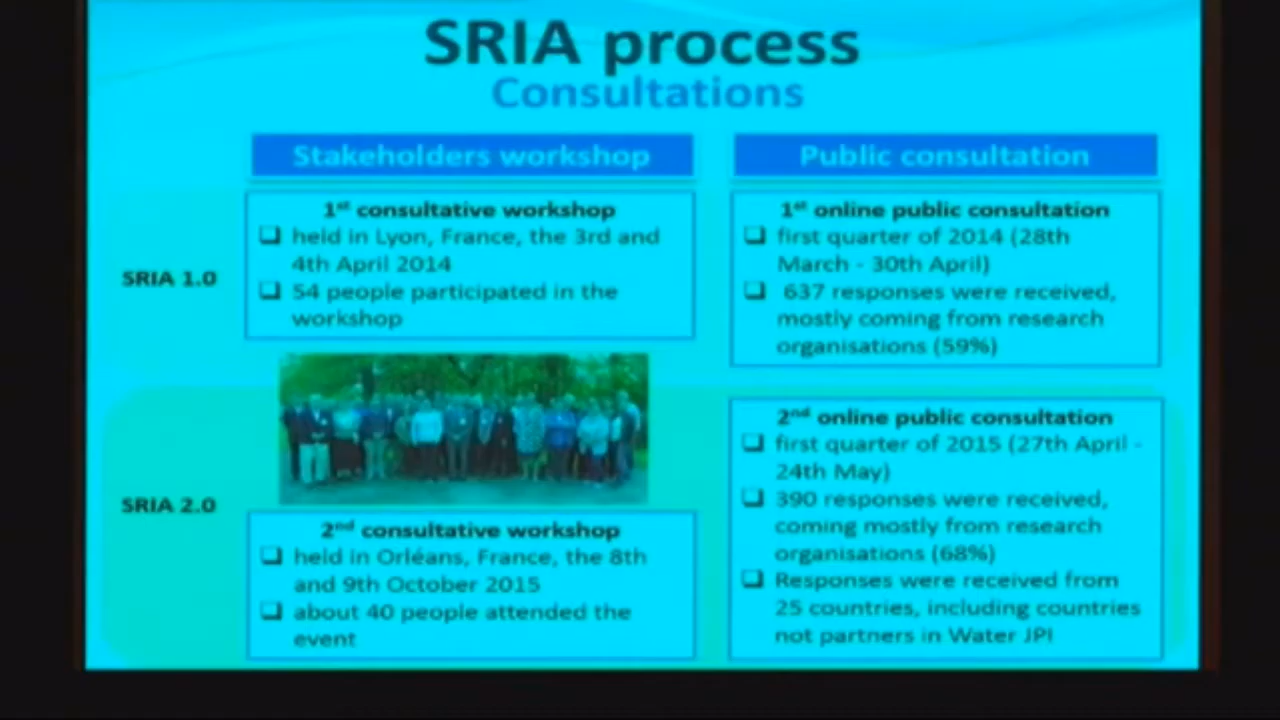 SRIA process
Consultations
Stakeholders workshop
Public consultation
SRIA 1.0
1st consultative workshop
❑ held in Lyon, France, the 3rd and
4th April 2014
❑ 54 people participated in the
workshop
1st online public consultation
❑ first quarter of 2014 (28th
March - 30th April)
❑ 637 responses were received,
mostly coming from research
organisations (59%)
SRIA 2.0
2nd consultative workshop
❑ held in Orléans, France, the 8th
and 9th October 2015
❑ about 40 people attended the
event
2nd online public consultation
❑ first quarter of 2015 (27th April -
24th May)
❑ 390 responses were received,
coming mostly from research
organisations (68%)
❑ Responses were received from
25 countries, including countries
not partners in Water JPI